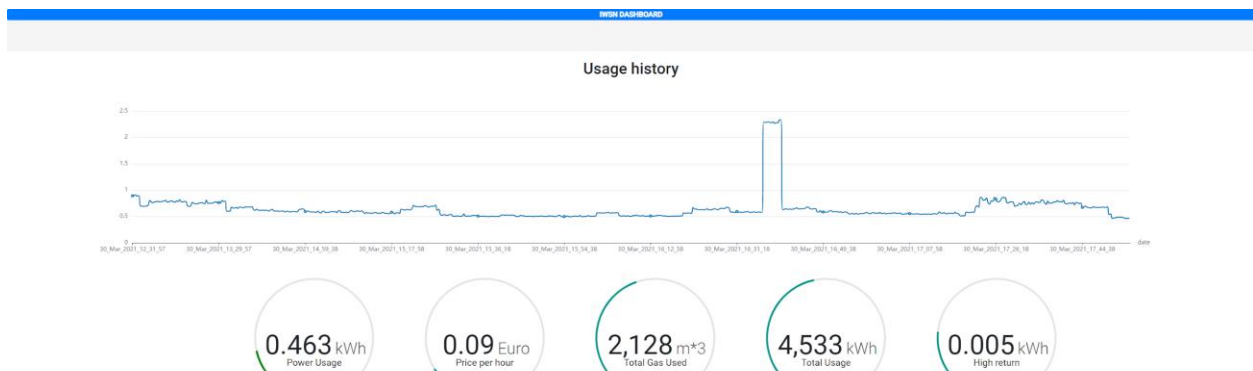 IWSN DASHBOARD
Usage history
2.5
2
1.5
1
0.5
0
30_Mar_2021_12_31_57 30_Mar_2021_13_29_57 30_Mar_2021_14_59_38 30_Mar_2021_15_17_58 30_Mar_2021_15_36_38 30_Mar_2021_15_54_38 30_Mar_2021_16_12_38 30_Mar_2021_16_31_18 30_Mar_2021_16_49_38 30_Mar_2021_17_07_58 30_Mar_2021_17_26_18 30_Mar_2021_17_44_38 date
0.463 kWh 0.09 Euro 2,128 m*3 4,533 kWh 0.005 kWh
Power Usage Price per hour Total Gas Used Total Usage High return